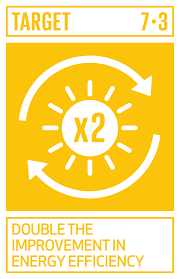 TARGET 7·3
x2
DOUBLE THE
IMPROVEMENT IN
ENERGY EFFICIENCY